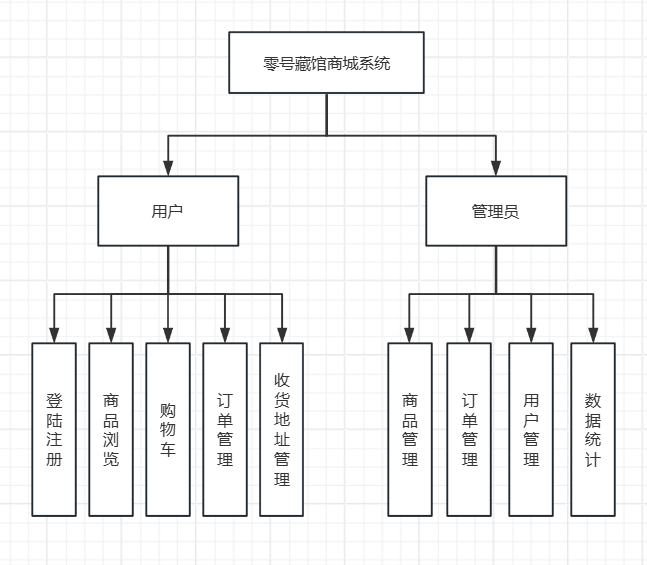 零号藏馆商城系统
用户
管理员
登陆注册
商品浏览
购物车
订单管理
收货地址管理
商品管理
订单管理
用户管理
数据统计